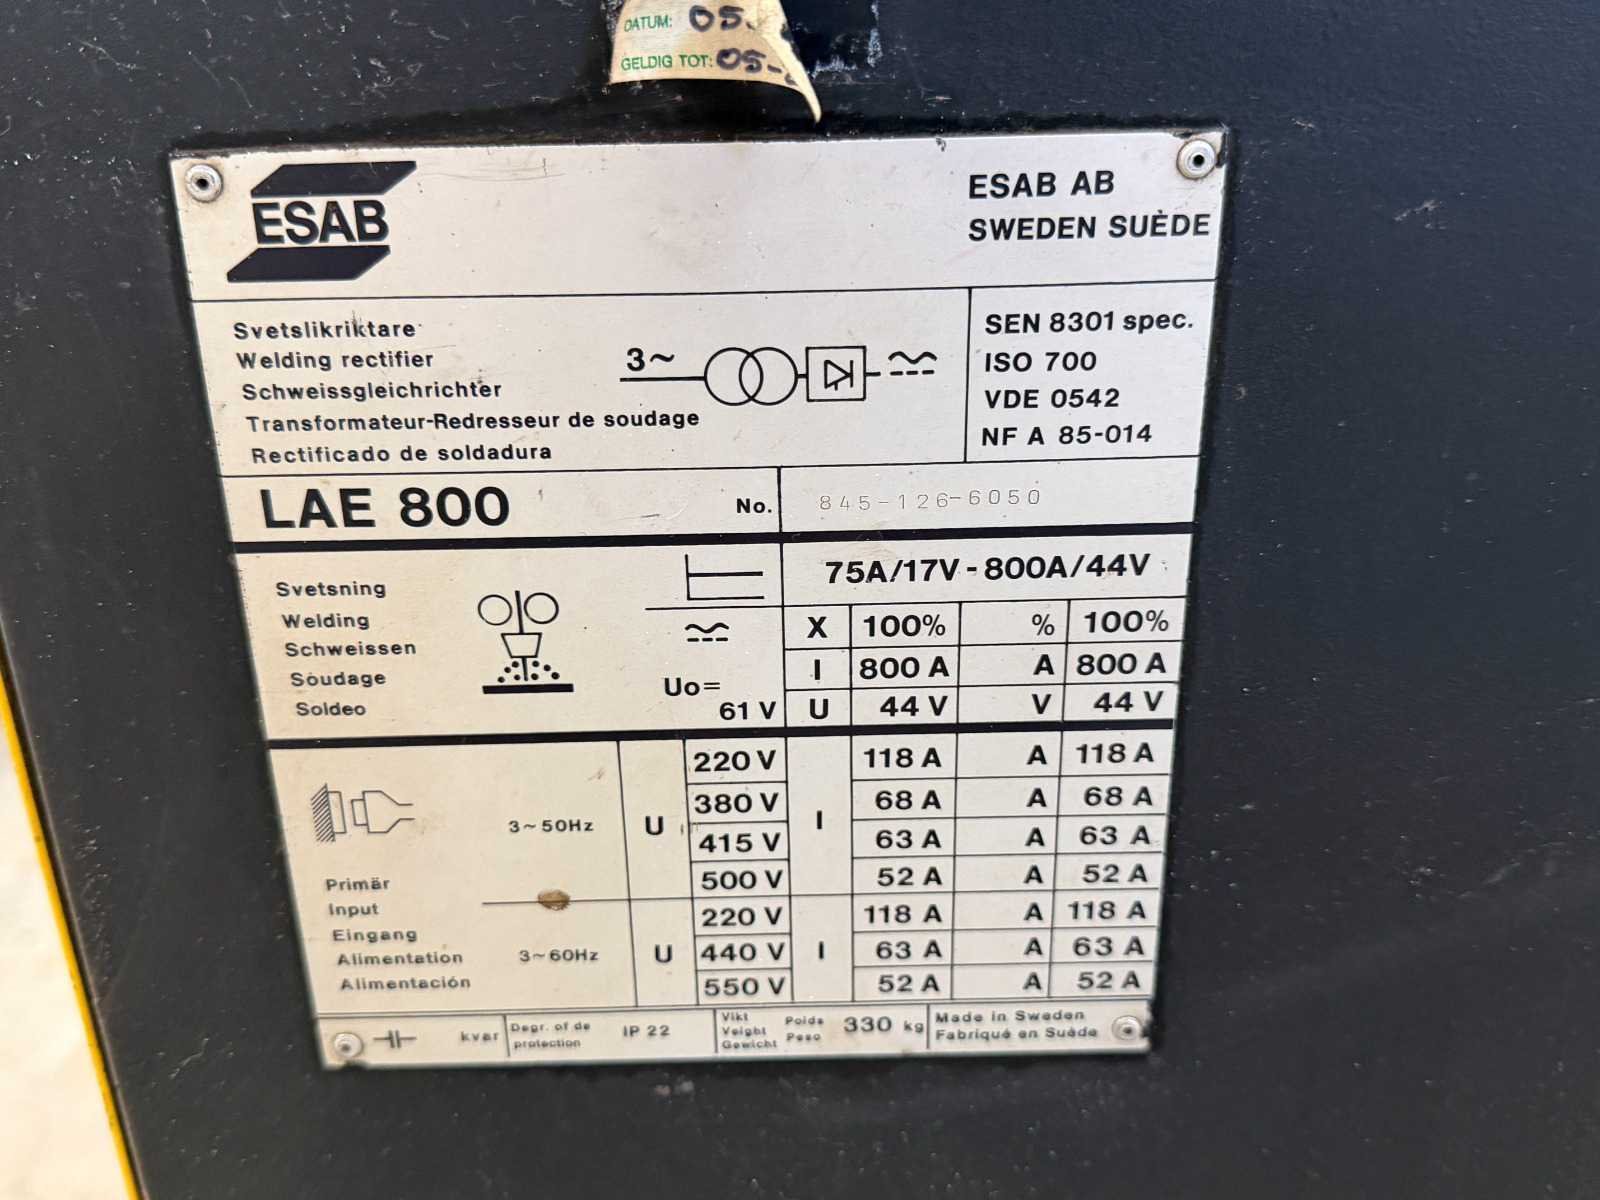 DATUM: 05.
GELDIG TOT: 05-
ESAB
ESAB AB
SWEDEN SUÈDE
Svetslikriktare
Welding rectifier
Schweissgleichrichter
Transformateur-Redresseur de soudage
Rectificado de soldadura
3~
SEN 8301 spec.
ISO 700
VDE 0542
NF A 85-014
LAE 800 No. 845-126-6050
Svetsning
Welding
Schweissen
Soudage
Soldeo
Uo=
61 V
75A/17V - 800A/44V
X 100% % 100%
I 800 A A 800 A
U 44 V V 44 V
Primär
Input
Eingang
Alimentation
Alimentación
3~50Hz U I
220 V 118 A A 118 A
380 V 68 A A 68 A
415 V 63 A A 63 A
500 V 52 A A 52 A
3~60Hz U I
220 V 118 A A 118 A
440 V 63 A A 63 A
550 V 52 A A 52 A
kvar
Degr. of de
protection
IP 22
Vikt Poids
Veight Peso
Gewicht
330 kg
Made in Sweden
Fabriqué en Suède